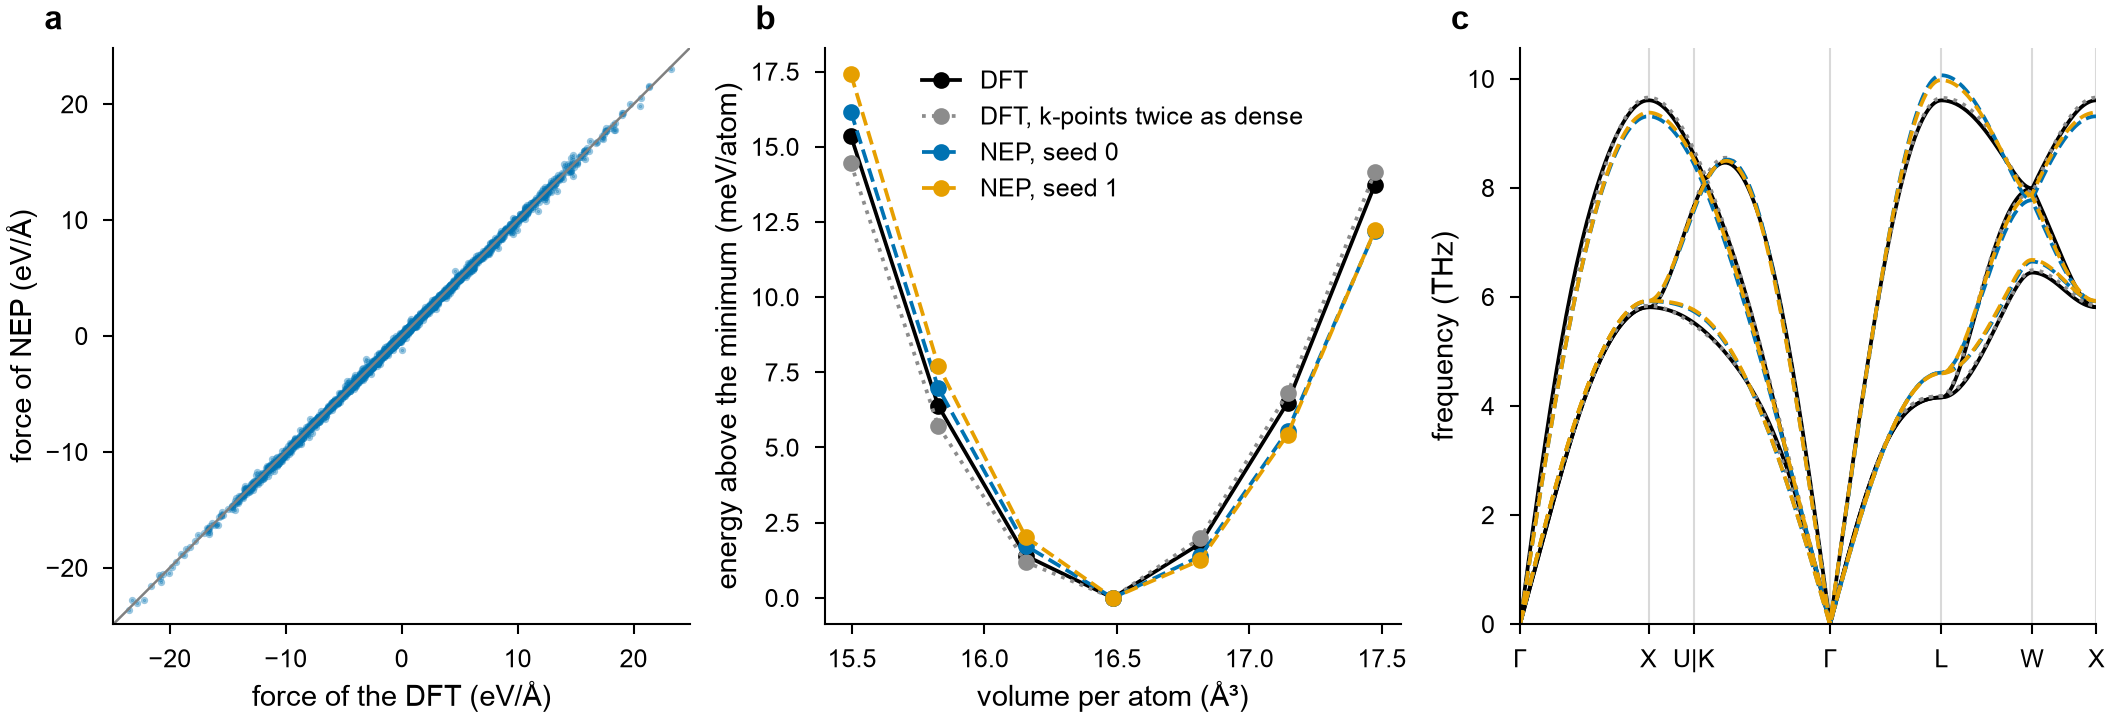 a
force of NEP (eV/Å)
20
10
0
−10
−20
−20 −10 0 10 20
force of the DFT (eV/Å)
b
energy above the minimum (meV/atom)
17.5
15.0
12.5
10.0
7.5
5.0
2.5
0.0
DFT
DFT, k-points twice as dense
NEP, seed 0
NEP, seed 1
15.5 16.0 16.5 17.0 17.5
volume per atom (Å³)
c
frequency (THz)
10
8
6
4
2
0
Γ X U|K Γ L W X